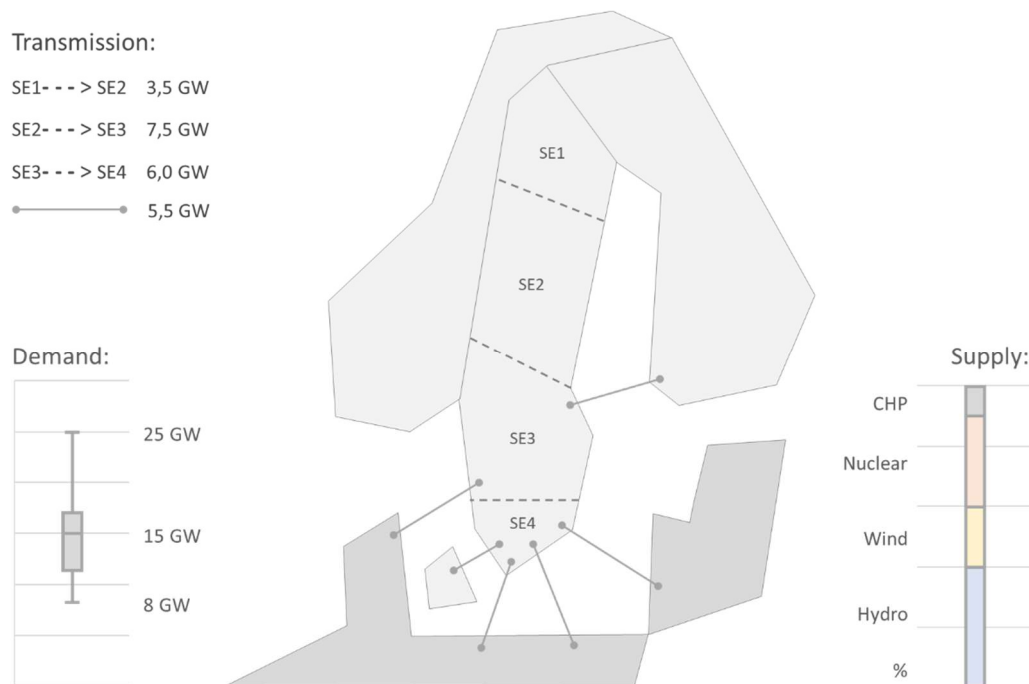 Transmission:
SE1- - - > SE2 3,5 GW
SE2- - - > SE3 7,5 GW
SE3- - - > SE4 6,0 GW
5,5 GW
SE1
SE2
SE3
SE4
Demand:
25 GW
15 GW
8 GW
Supply:
CHP
Nuclear
Wind
Hydro
%